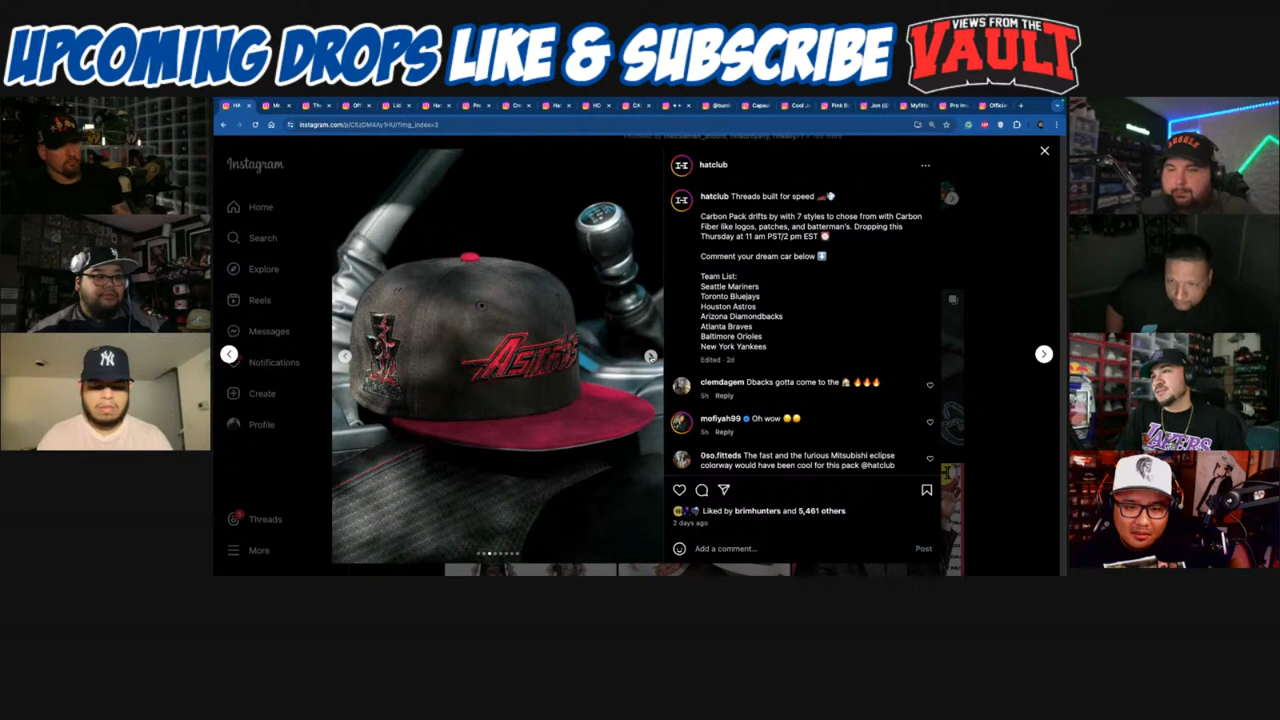 UPCOMING DROPS LIKE & SUBSCRIBE
VIEWS FROM THE
VAULT
instagram.com/p/C5zDM4Ay1HU/?img_index=3
Instagram
Home
Search
Explore
Reels
Messages
Notifications
Create
Profile
Threads
More
ASTROS
hatclub
hatclub Threads built for speed 🏎️💨
Carbon Pack drifts by with 7 styles to chose from with Carbon
Fiber like logos, patches, and batterman's. Dropping this
Thursday at 11 am PST/2 pm EST ⏰
Comment your dream car below ⬇️
Team List:
Seattle Mariners
Toronto Bluejays
Houston Astros
Arizona Diamondbacks
Atlanta Braves
Baltimore Orioles
New York Yankees
Edited · 2d
clemdagem Dbacks gotta come to the 🏠 🔥🔥🔥
5h Reply
mofiyah99 Oh wow
5h Reply
0so.fitteds The fast and the furious Mitsubishi eclipse
colorway would have been cool for this pack @hatclub
Liked by brimhunters and 5,461 others
2 days ago
Add a comment...
Post
LAKERS